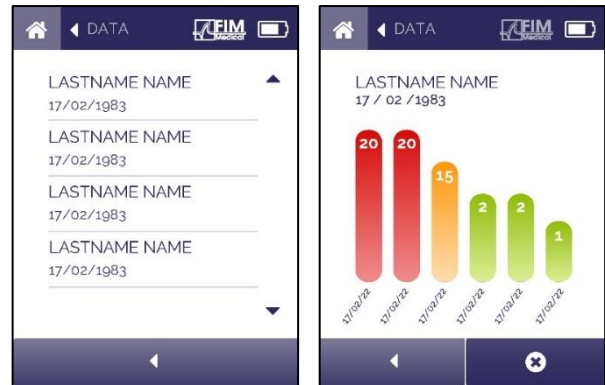 DATA
FIM
Medical
LASTNAME NAME
17/02/1983
LASTNAME NAME
17/02/1983
LASTNAME NAME
17/02/1983
LASTNAME NAME
17/02/1983
DATA
FIM
Medical
LASTNAME NAME
17 / 02 /1983
20 20 15 2 2 1
17/02/22 17/02/22 17/02/22 17/02/22 17/02/22 17/02/22